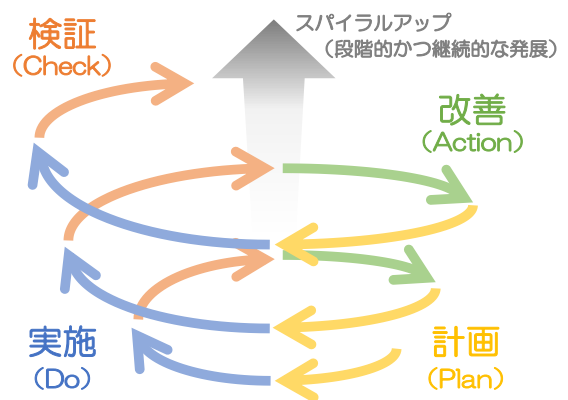 検証
(Check)
スパイラルアップ
(段階的かつ継続的な発展)
改善
(Action)
実施
(Do)
計画
(Plan)